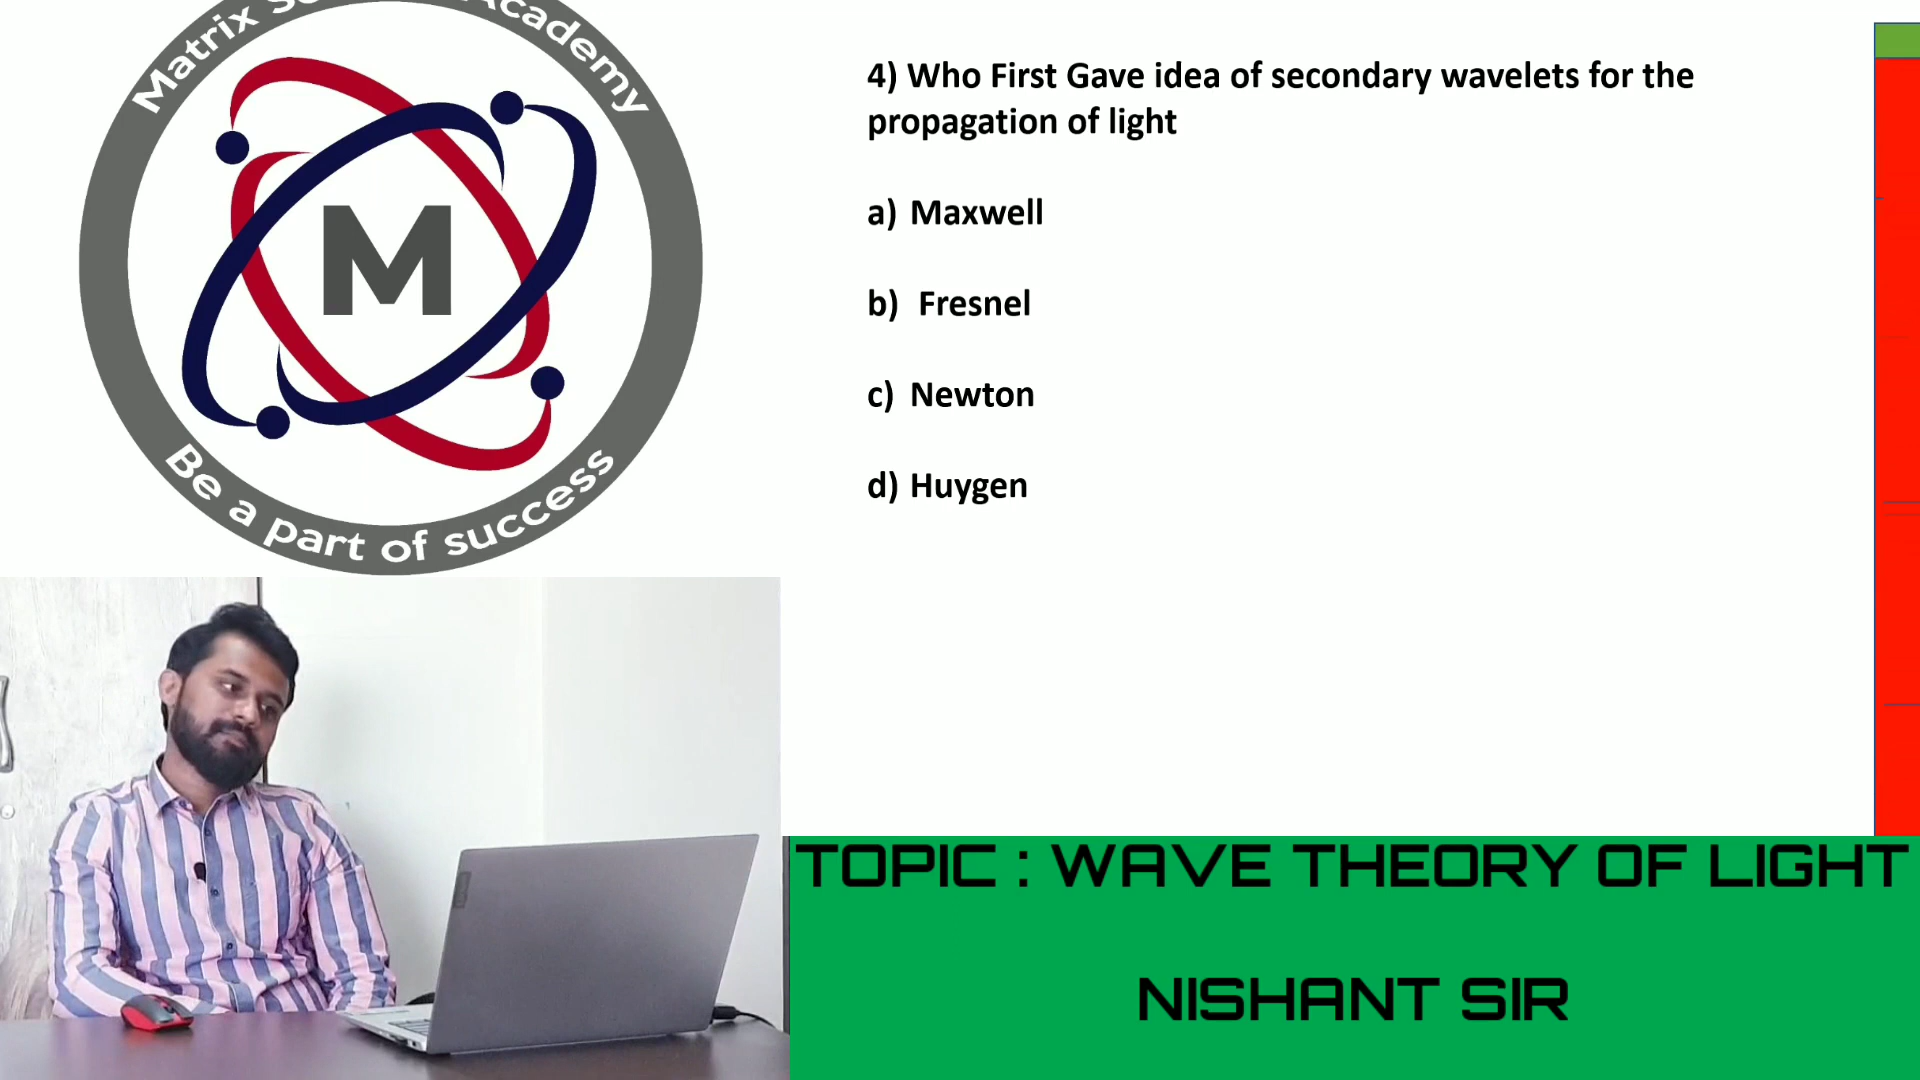 Matrix Academy
M
Be a part of success
4) Who First Gave idea of secondary wavelets for the
propagation of light
a) Maxwell
b) Fresnel
c) Newton
d) Huygen
TOPIC : WAVE THEORY OF LIGHT
NISHANT SIR